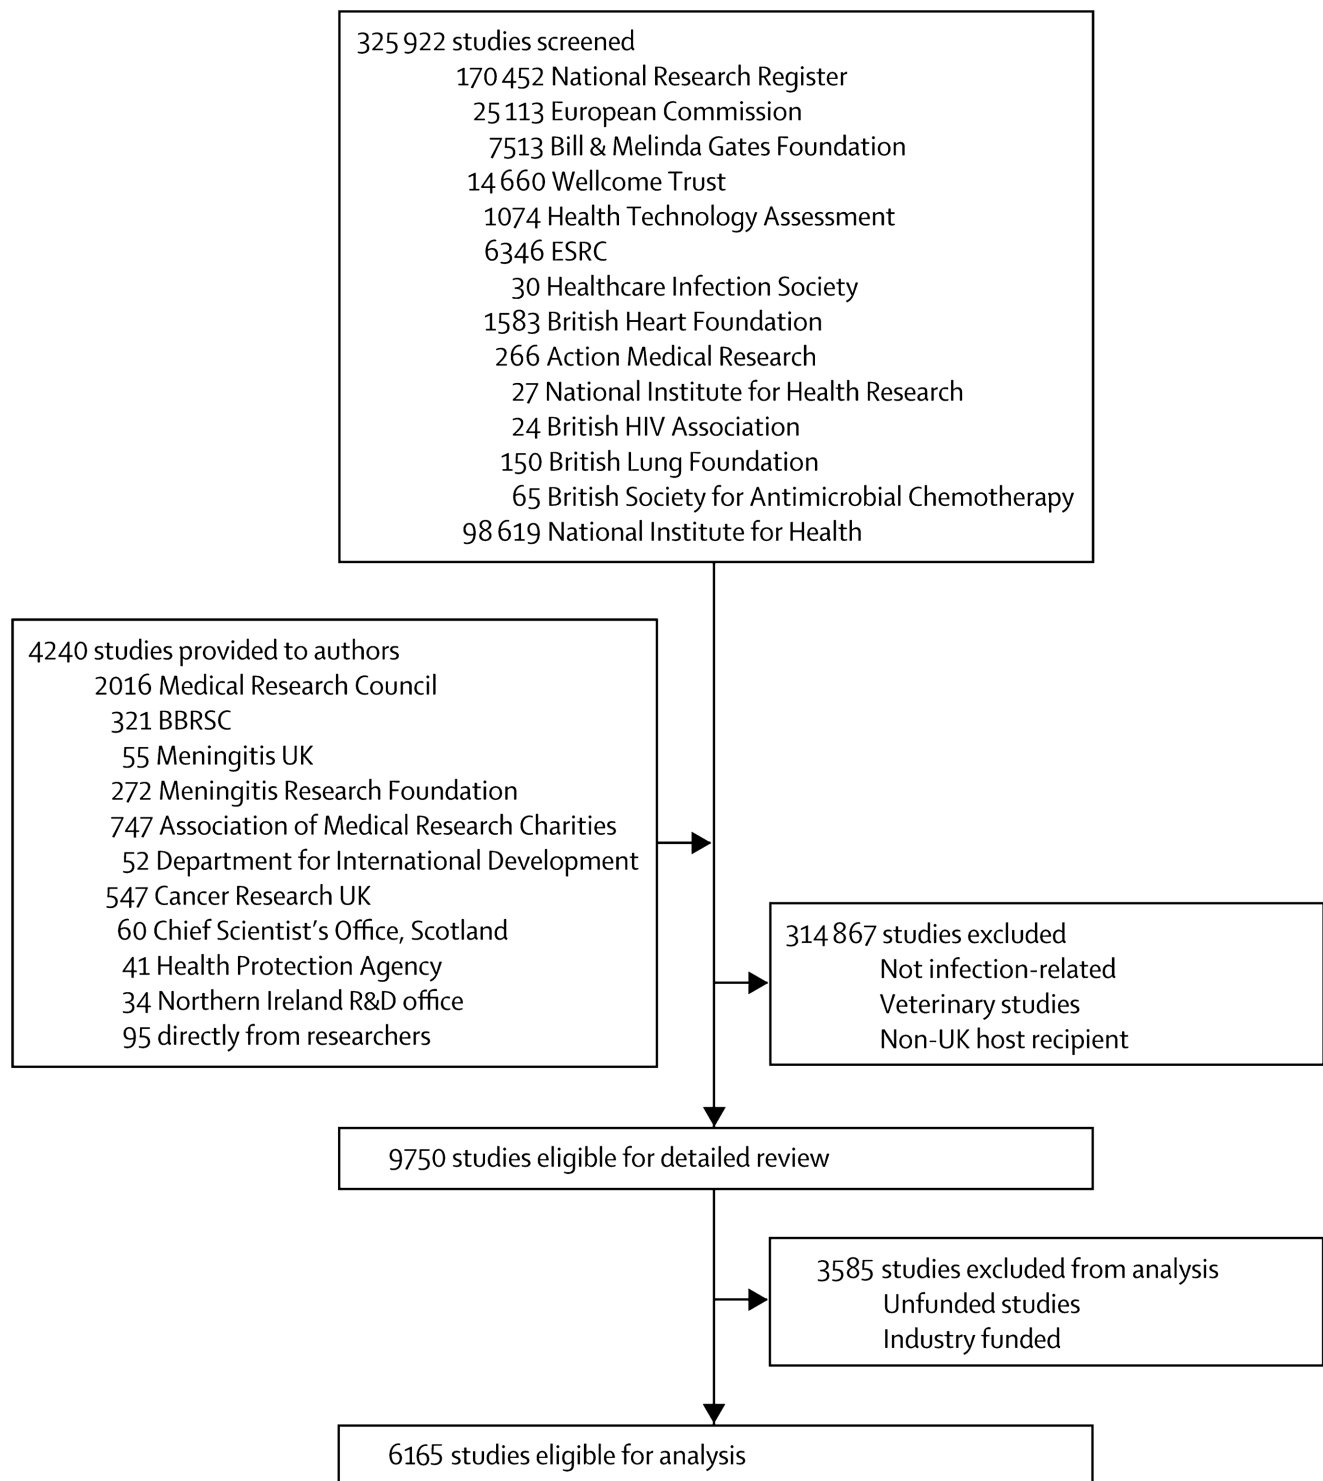 325 922 studies screened
170 452 National Research Register
25 113 European Commission
7513 Bill & Melinda Gates Foundation
14 660 Wellcome Trust
1074 Health Technology Assessment
6346 ESRC
30 Healthcare Infection Society
1583 British Heart Foundation
266 Action Medical Research
27 National Institute for Health Research
24 British HIV Association
150 British Lung Foundation
65 British Society for Antimicrobial Chemotherapy
98 619 National Institute for Health
4240 studies provided to authors
2016 Medical Research Council
321 BBRSC
55 Meningitis UK
272 Meningitis Research Foundation
747 Association of Medical Research Charities
52 Department for International Development
547 Cancer Research UK
60 Chief Scientist's Office, Scotland
41 Health Protection Agency
34 Northern Ireland R&D office
95 directly from researchers
314 867 studies excluded
Not infection-related
Veterinary studies
Non-UK host recipient
9750 studies eligible for detailed review
3585 studies excluded from analysis
Unfunded studies
Industry funded
6165 studies eligible for analysis